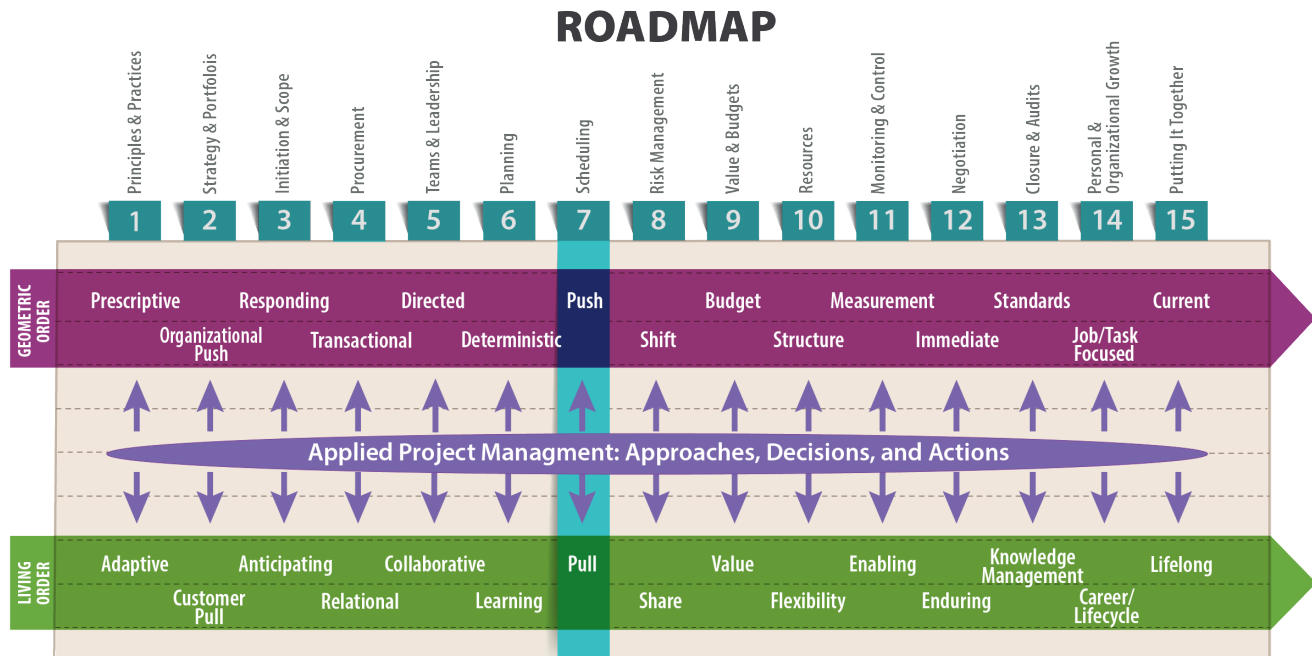 ROADMAP
Principles & Practices
Strategy & Portfolois
Initiation & Scope
Procurement
Teams & Leadership
Planning
Scheduling
Risk Management
Value & Budgets
Resources
Monitoring & Control
Negotiation
Closure & Audits
Personal &
Organizational Growth
Putting It Together
1 2 3 4 5 6 7 8 9 10 11 12 13 14 15
GEOMETRIC
ORDER
Prescriptive Responding Directed Push Budget Measurement Standards Current
Organizational
Push
Transactional Deterministic Shift Structure Immediate
Job/Task
Focused
Applied Project Managment: Approaches, Decisions, and Actions
LIVING
ORDER
Adaptive Anticipating Collaborative Pull Value Enabling
Knowledge
Management
Lifelong
Customer
Pull
Relational Learning Share Flexibility Enduring
Career/
Lifecycle